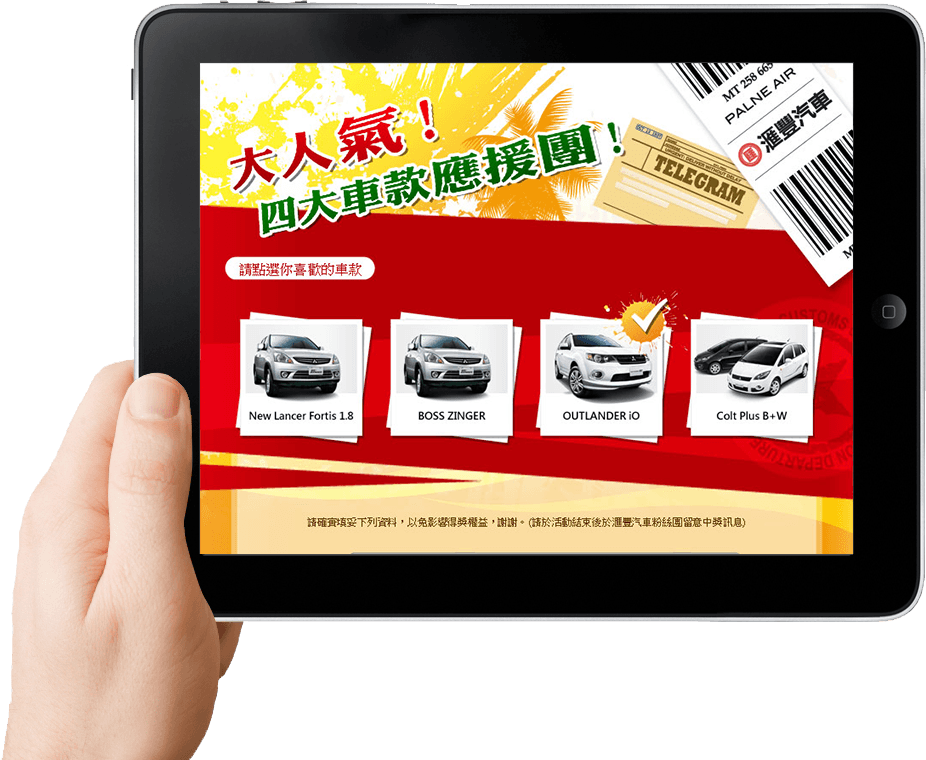 大人氣！
四大車款應援團！
MT 258 665
PALNE AIR
滙豐汽車
TELEGRAM
請點選你喜歡的車款
CUSTOMS
New Lancer Fortis 1.8
BOSS ZINGER
OUTLANDER iO
Colt Plus B+W
請確實填妥下列資料，以免影響得獎權益，謝謝。(請於活動結束後於滙豐汽車粉絲團留意中獎訊息)